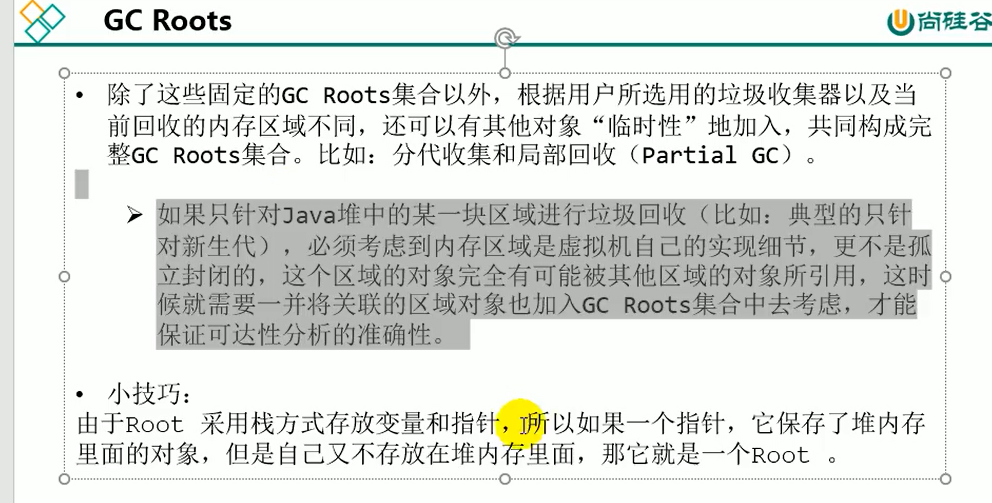 GC Roots
尚硅谷
• 除了这些固定的GC Roots集合以外，根据用户所选用的垃圾收集器以及当
前回收的内存区域不同，还可以有其他对象“临时性”地加入，共同构成完
整GC Roots集合。比如：分代收集和局部回收（Partial GC）。
➢ 如果只针对Java堆中的某一块区域进行垃圾回收（比如：典型的只针
对新生代），必须考虑到内存区域是虚拟机自己的实现细节，更不是孤
立封闭的，这个区域的对象完全有可能被其他区域的对象所引用，这时
候就需要一并将关联的区域对象也加入GC Roots集合中去考虑，才能
保证可达性分析的准确性。
• 小技巧：
由于Root 采用栈方式存放变量和指针，所以如果一个指针，它保存了堆内存
里面的对象，但是自己又不存放在堆内存里面，那它就是一个Root 。